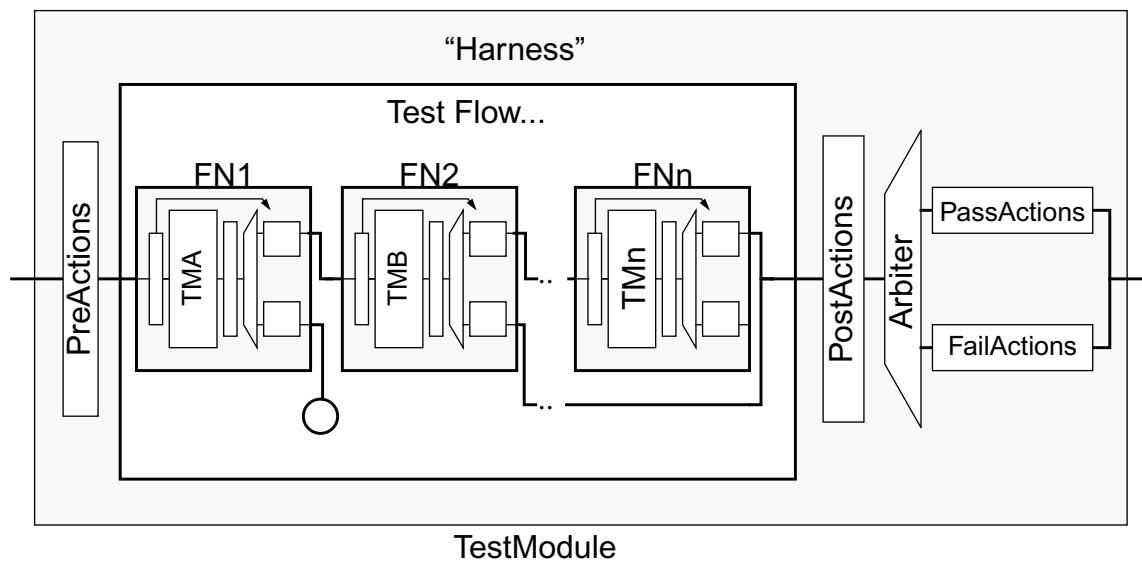 “Harness”
Test Flow...
FN1
FN2
FNn
PreActions
TMA
TMB
..
TMn
..
PostActions
Arbiter
PassActions
FailActions
TestModule